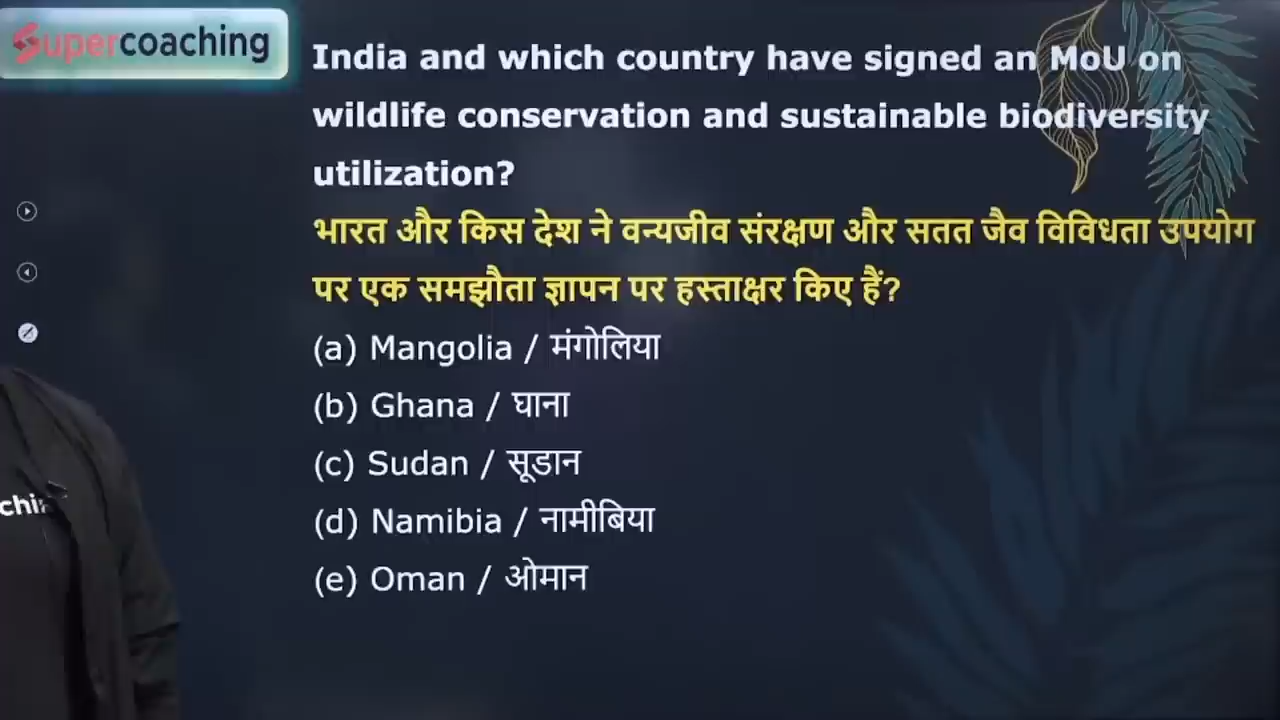 Supercoaching
India and which country have signed an MoU on
wildlife conservation and sustainable biodiversity
utilization?
भारत और किस देश ने वन्यजीव संरक्षण और सतत जैव विविधता उपयोग
पर एक समझौता ज्ञापन पर हस्ताक्षर किए हैं?
(a) Mangolia / मंगोलिया
(b) Ghana / घाना
(c) Sudan / सूडान
(d) Namibia / नामीबिया
(e) Oman / ओमान